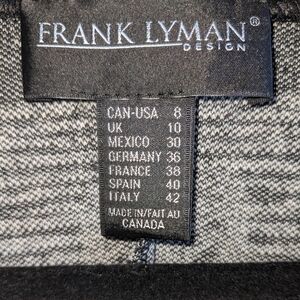 FRANK LYMAN®
DESIGN
CAN-USA 8
UK 10
MEXICO 30
GERMANY 36
FRANCE 38
SPAIN 40
ITALY 42
MADE IN/FAIT AU
CANADA